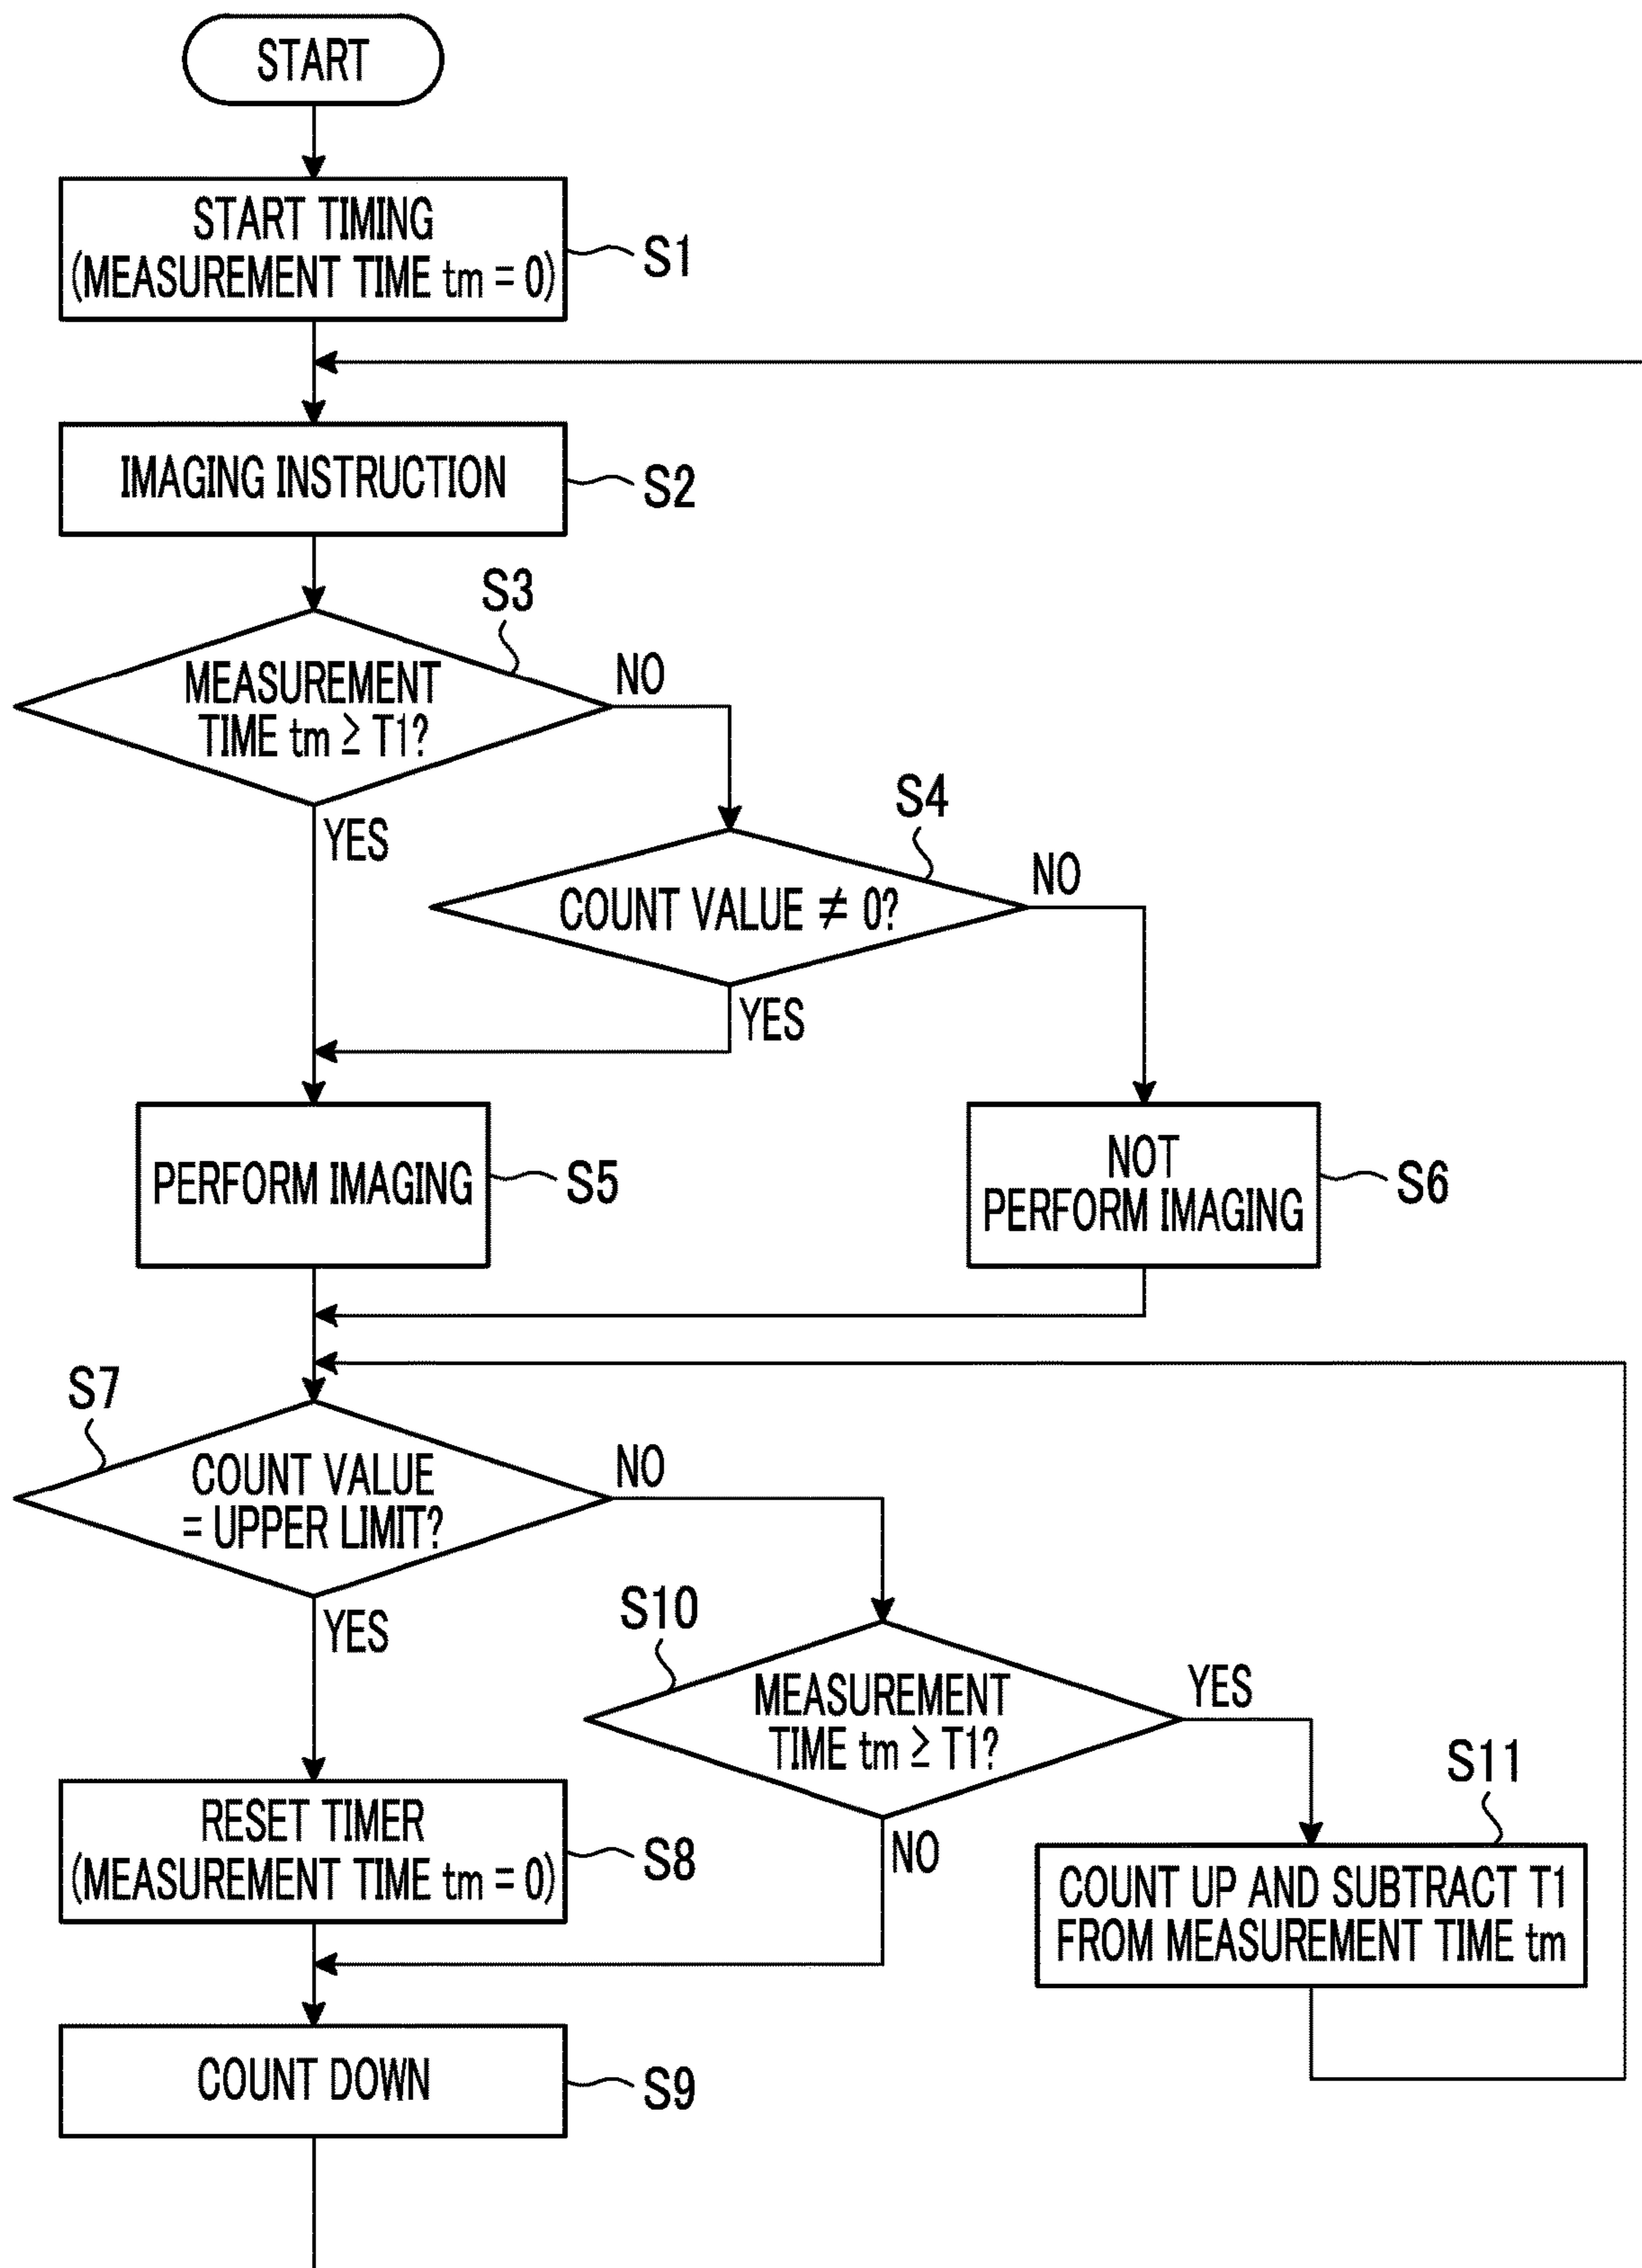 START
START TIMING
(MEASUREMENT TIME tm = 0)
S1
IMAGING INSTRUCTION
S2
S3
MEASUREMENT
TIME tm ≥ T1?
NO
YES
S4
COUNT VALUE ≠ 0?
NO
YES
PERFORM IMAGING
S5
NOT
PERFORM IMAGING
S6
S7
COUNT VALUE
= UPPER LIMIT?
NO
YES
S10
MEASUREMENT
TIME tm ≥ T1?
YES
NO
S11
COUNT UP AND SUBTRACT T1
FROM MEASUREMENT TIME tm
RESET TIMER
(MEASUREMENT TIME tm = 0)
S8
COUNT DOWN
S9